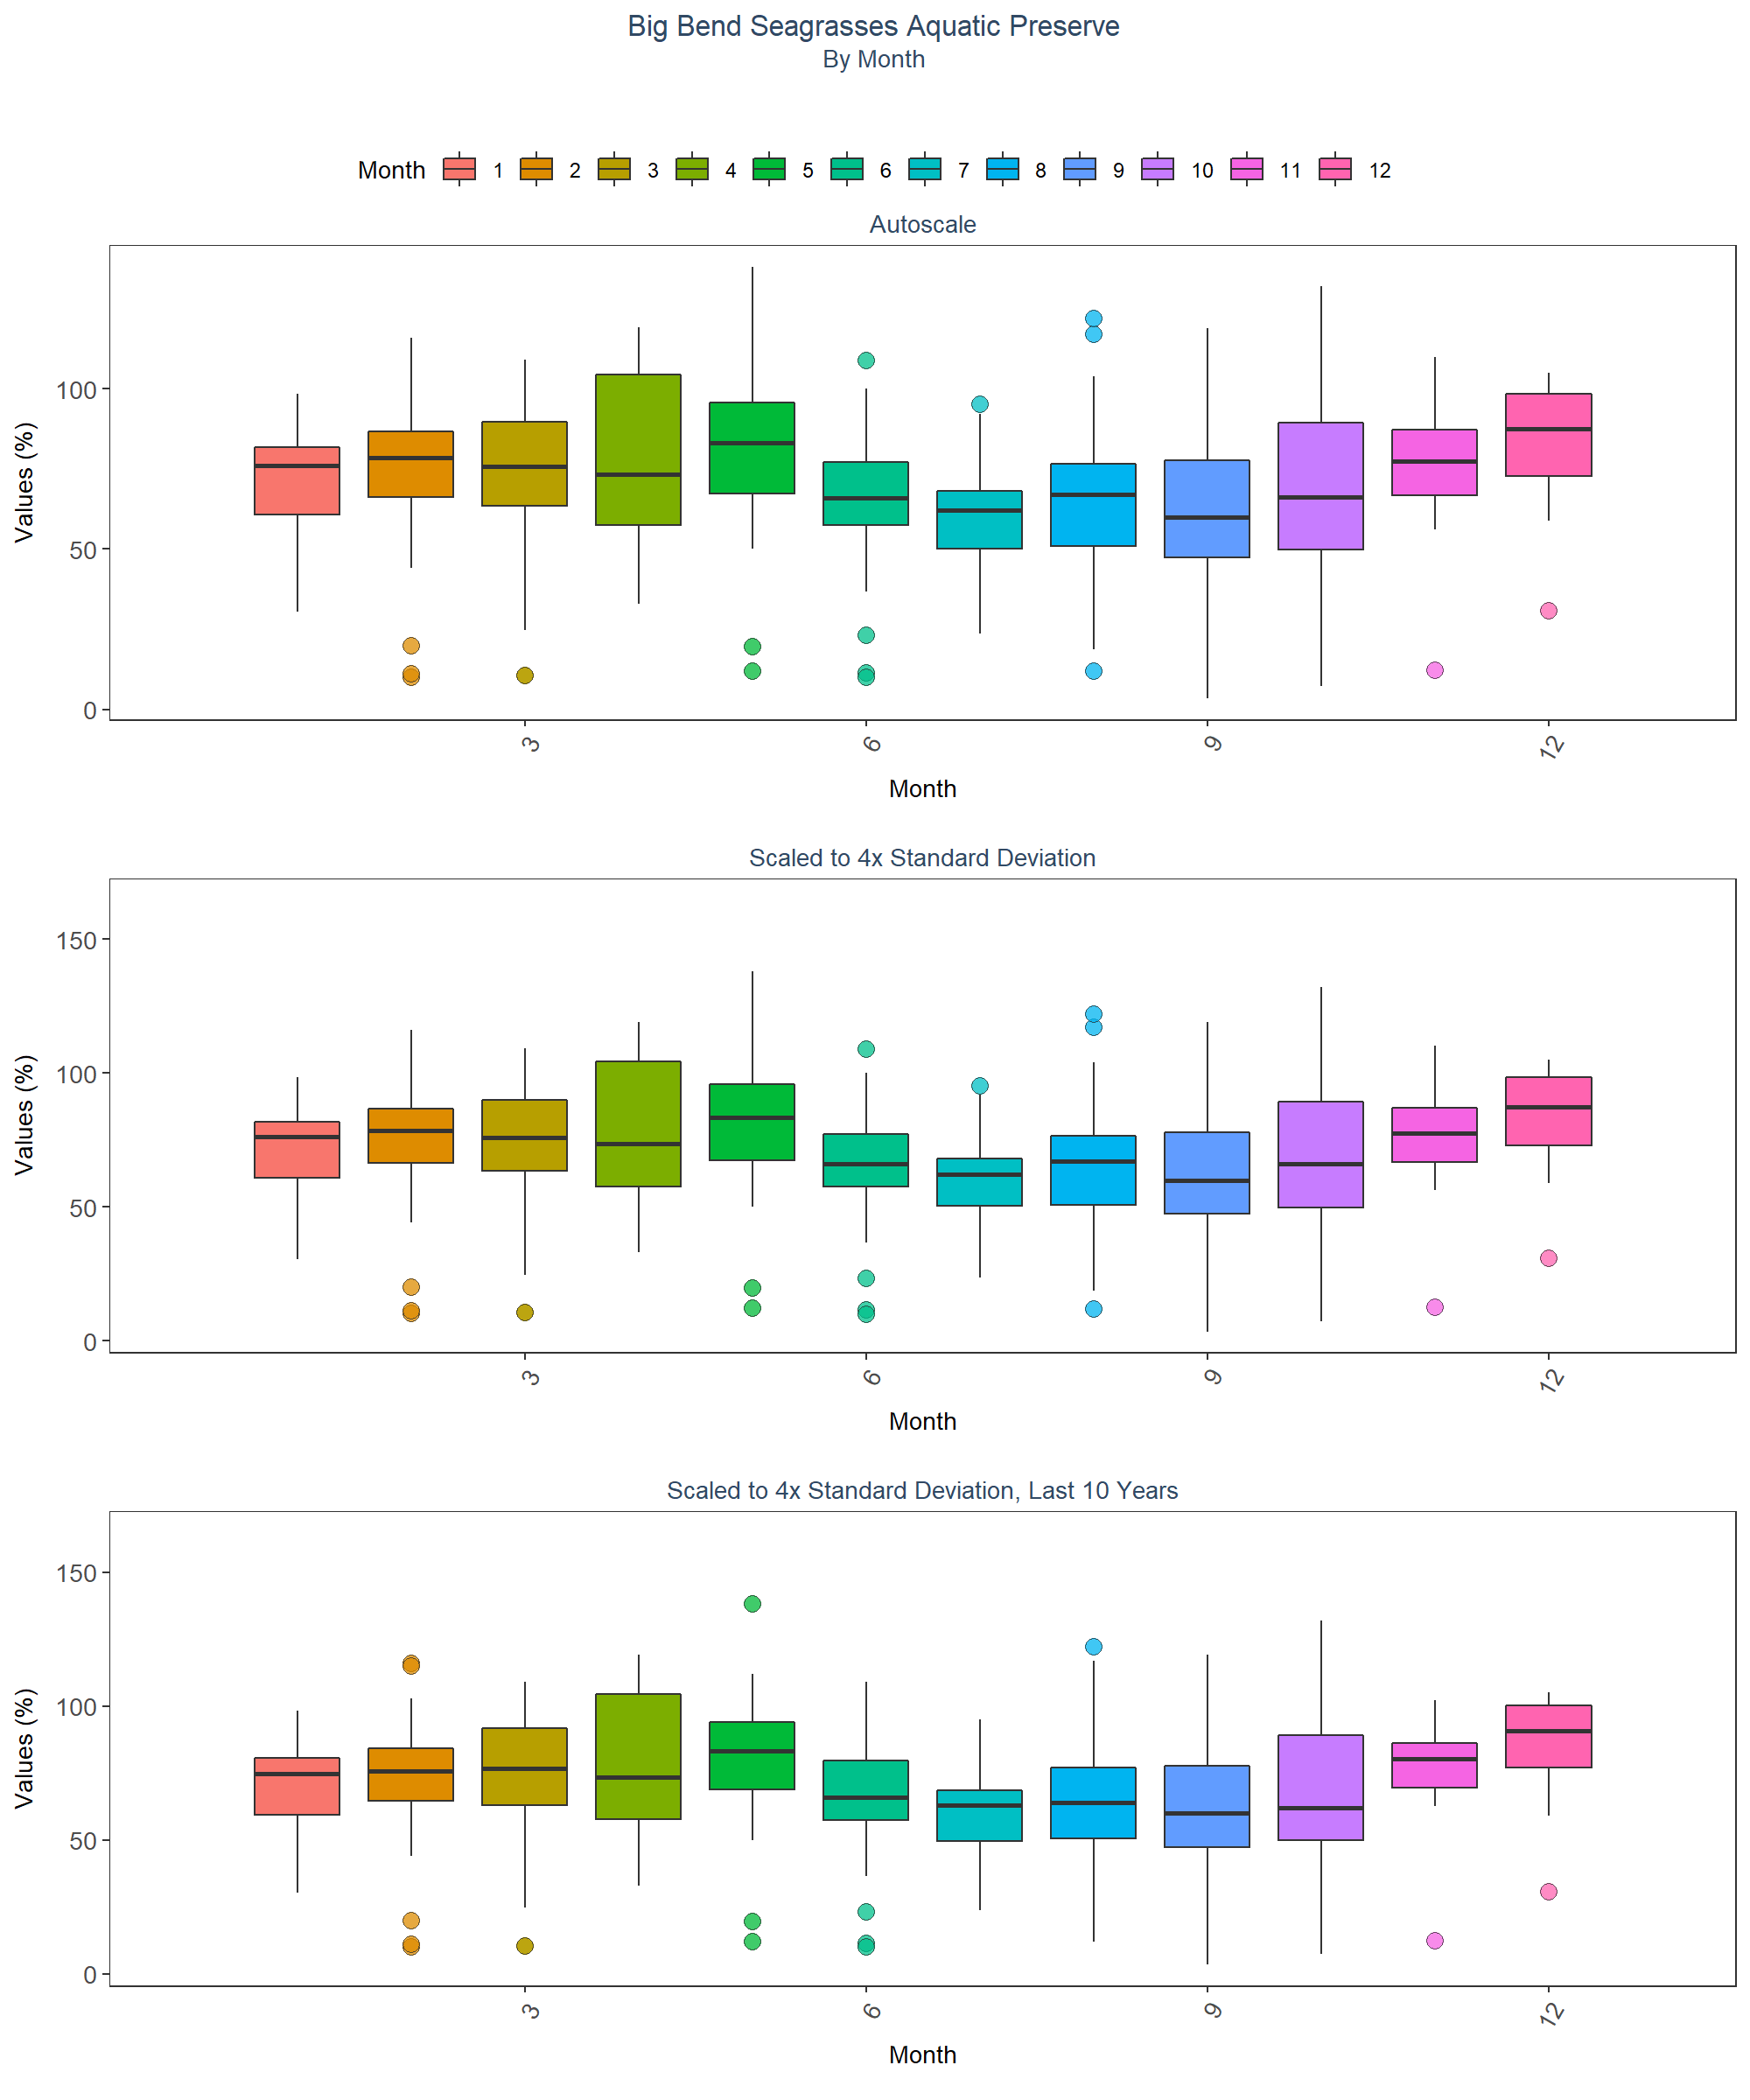 Big Bend Seagrasses Aquatic Preserve
By Month
Month 1 2 3 4 5 6 7 8 9 10 11 12
Autoscale
Values (%)
100
50
0
3 6 9 12
Month
Scaled to 4x Standard Deviation
Values (%)
150
100
50
0
3 6 9 12
Month
Scaled to 4x Standard Deviation, Last 10 Years
Values (%)
150
100
50
0
3 6 9 12
Month